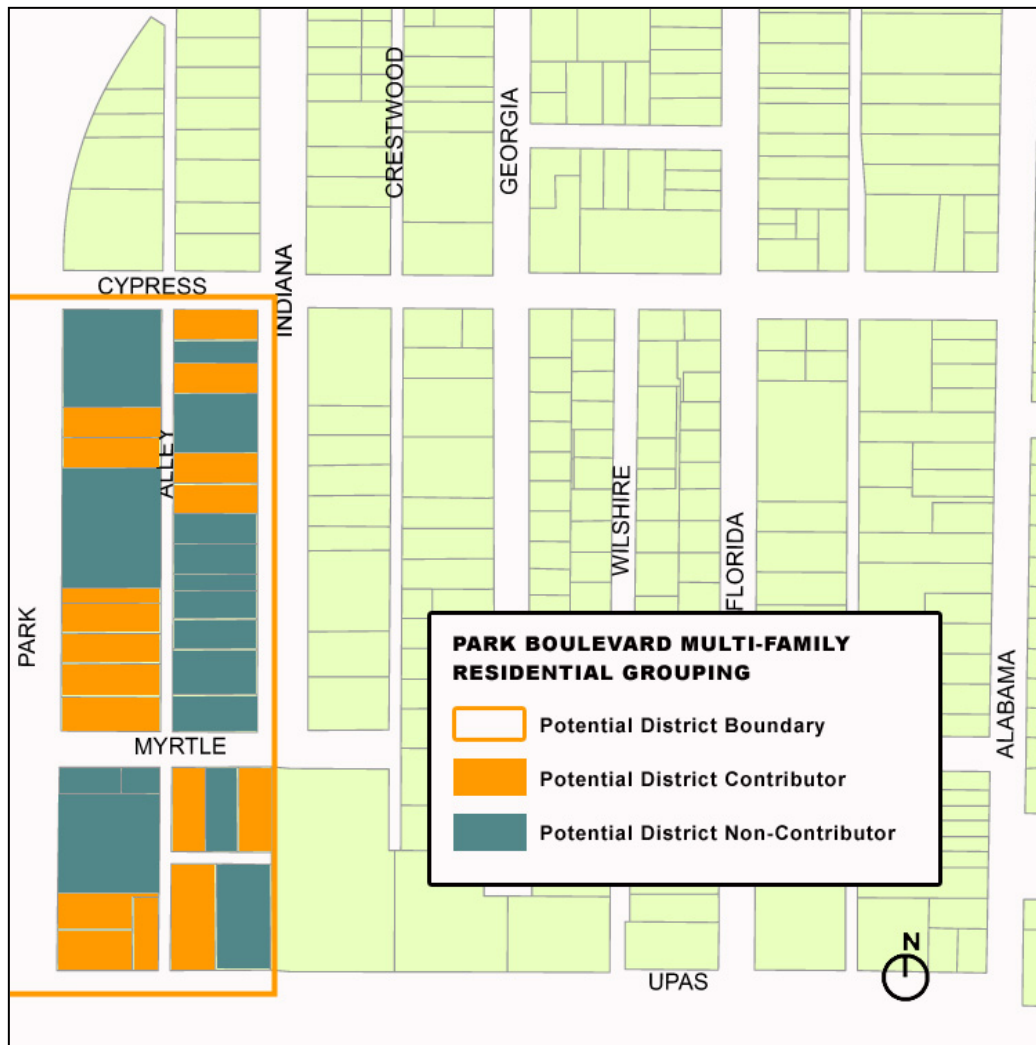 CRESTWOOD
GEORGIA
CYPRESS
INDIANA
ALLEY
WILSHIRE
FLORIDA
PARK
PARK BOULEVARD MULTI-FAMILY
RESIDENTIAL GROUPING
Potential District Boundary
Potential District Contributor
Potential District Non-Contributor
ALABAMA
MYRTLE
N
UPAS